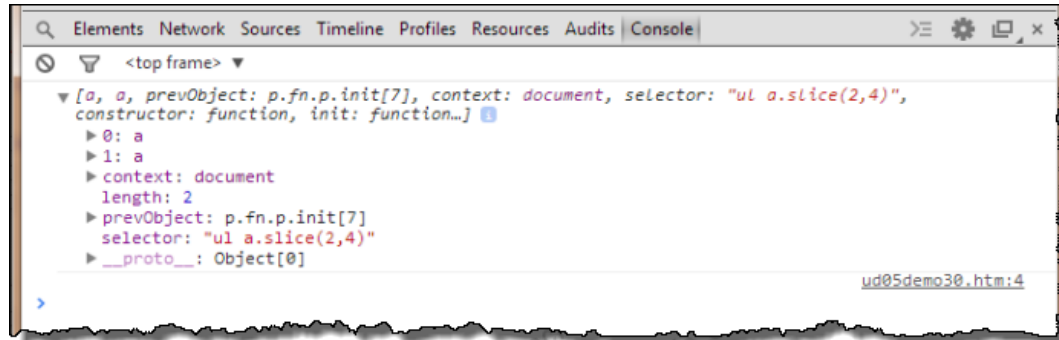 Elements Network Sources Timeline Profiles Resources Audits Console
<top frame> ▼
▼ [a, a, prevObject: p.fn.p.init[7], context: document, selector: "ul a.slice(2,4)",
constructor: function, init: function…]
▶ 0: a
▶ 1: a
▶ context: document
length: 2
▶ prevObject: p.fn.p.init[7]
selector: "ul a.slice(2,4)"
▶ __proto__: Object[0]
ud05demo30.htm:4
>